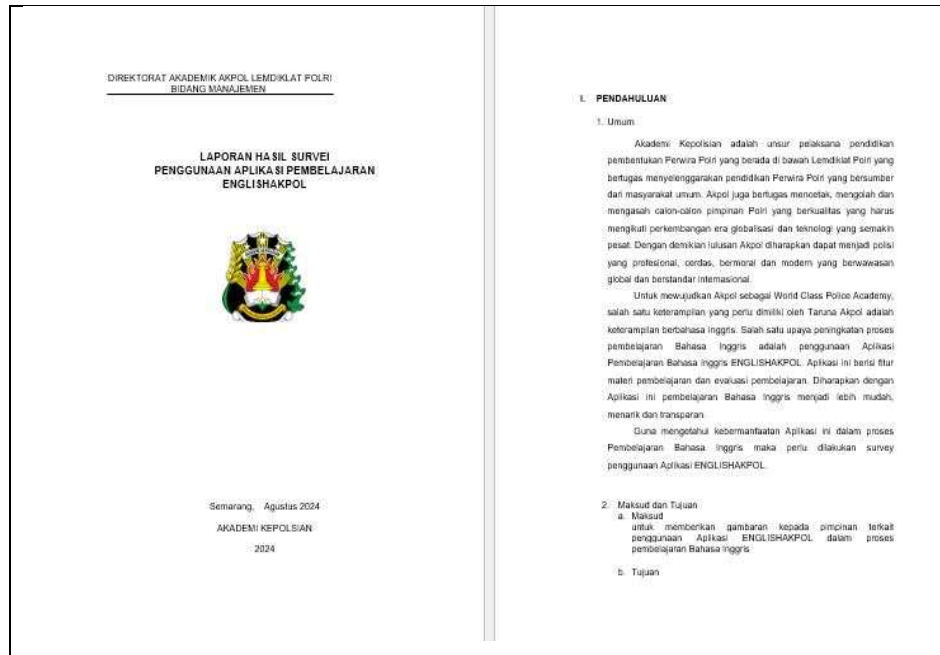 DIREKTORAT AKADEMIK AKPOL LEMDIKLAT POLRI
BIDANG MANAJEMEN
LAPORAN HASIL SURVEI
PENGGUNAAN APLIKASI PEMBELAJARAN
ENGLISHAKPOL
Semarang, Agustus 2024
AKADEMI KEPOLSIAN
2024
I. PENDAHULUAN
1. Umum
Akademi Kepolisian adalah unsur pelaksana pendidikan
pembentukan Perwira Polri yang berada di bawah Lemdiklat Polri yang
bertugas menyelenggarakan pendidikan Perwira Polri yang bersumber
dari masyarakat umum. Akpol juga bertugas mencetak, mengolah dan
mengasah calon-calon pimpinan Polri yang berkualitas yang harus
mengikuti perkembangan era globalisasi dan teknologi yang semakin
pesat. Dengan demikian lulusan Akpol diharapkan dapat menjadi polisi
yang profesional, cerdas, bermoral dan modern yang berwawasan
global dan berstandar internasional.
Untuk mewujudkan Akpol sebagai World Class Police Academy,
salah satu keterampilan yang perlu dimiliki oleh Taruna Akpol adalah
keterampilan berbahasa Inggris. Salah satu upaya peningkatan proses
pembelajaran Bahasa Inggris adalah penggunaan Aplikasi
Pembelajaran Bahasa Inggris ENGLISHAKPOL. Aplikasi ini berisi fitur
materi pembelajaran dan evaluasi pembelajaran. Diharapkan dengan
Aplikasi ini pembelajaran Bahasa Inggris menjadi lebih mudah,
menarik dan transparan.
Guna mengetahui kebermanfaatan Aplikasi ini dalam proses
Pembelajaran Bahasa Inggris maka perlu dilakukan survey
penggunaan Aplikasi ENGLISHAKPOL.
2. Maksud dan Tujuan
a. Maksud
untuk memberikan gambaran kepada pimpinan terkait
penggunaan Aplikasi ENGLISHAKPOL dalam proses
pembelajaran Bahasa Inggris
b. Tujuan